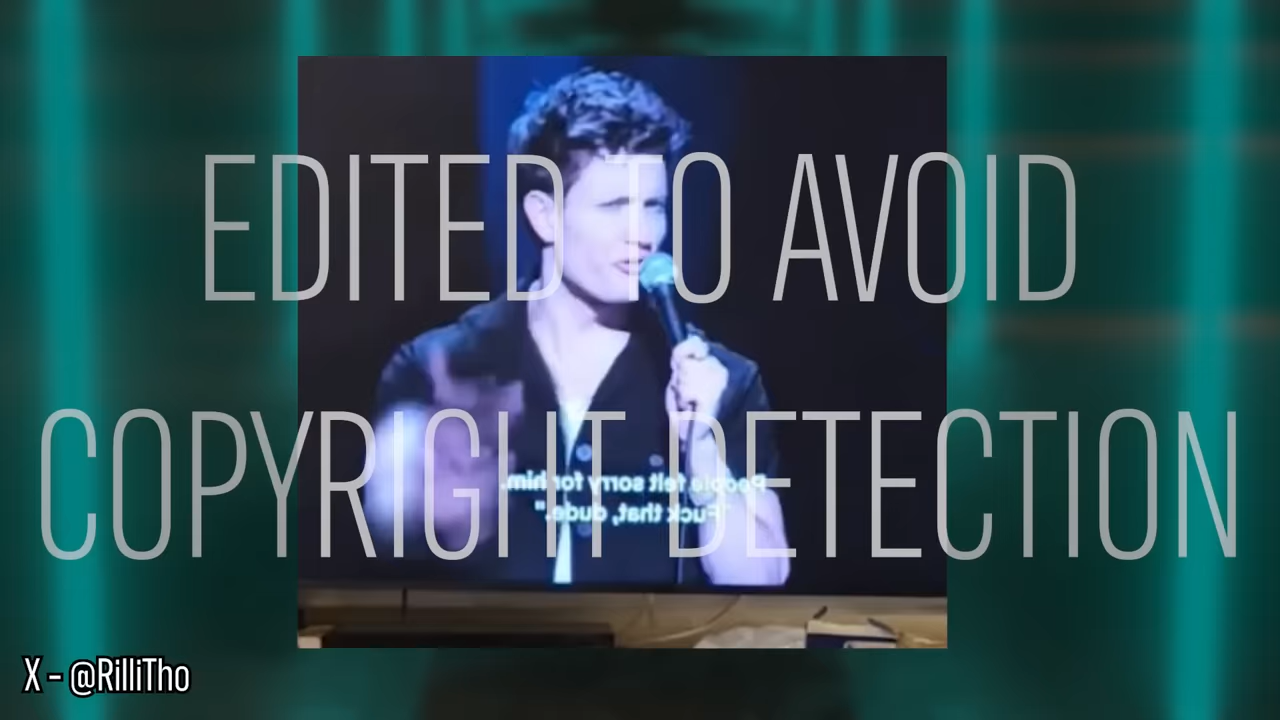 EDITED TO AVOID
COPYRIGHT DETECTION
People felt sorry for him.
"Fuck that, dude."
X - @RilliTho